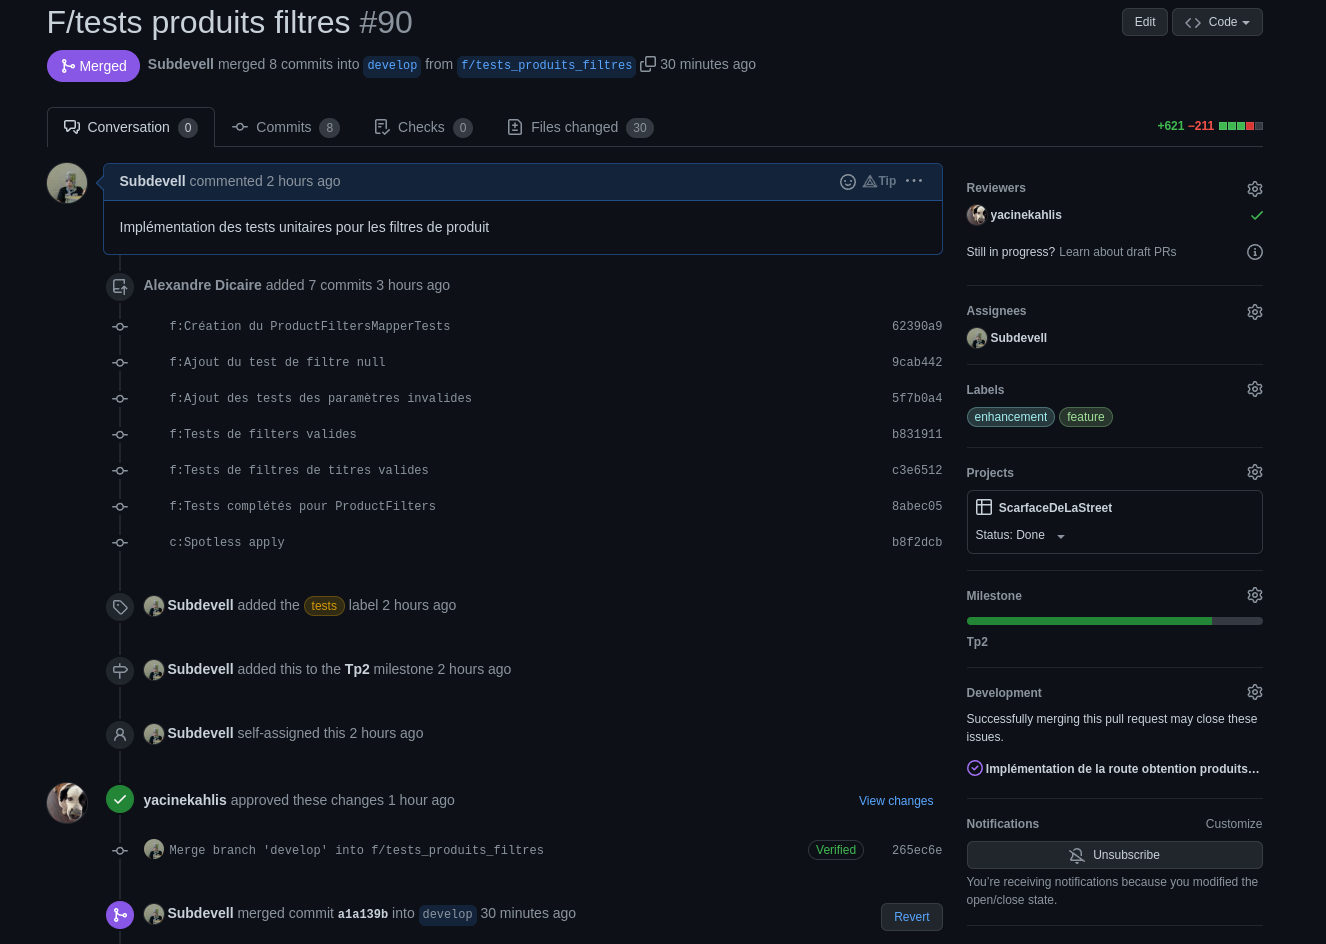 F/tests produits filtres #90
Edit
Code
Merged
Subdevell merged 8 commits into develop from f/tests_produits_filtres 30 minutes ago
Conversation 0
Commits 8
Checks 0
Files changed 30
+621 −211
Subdevell commented 2 hours ago
Tip
Implémentation des tests unitaires pour les filtres de produit
Alexandre Dicaire added 7 commits 3 hours ago
f:Création du ProductFiltersMapperTests 62390a9
f:Ajout du test de filtre null 9cab442
f:Ajout des tests des paramètres invalides 5f7b0a4
f:Tests de filters valides b831911
f:Tests de filtres de titres valides c3e6512
f:Tests complétés pour ProductFilters 8abec05
c:Spotless apply b8f2dcb
Subdevell added the tests label 2 hours ago
Subdevell added this to the Tp2 milestone 2 hours ago
Subdevell self-assigned this 2 hours ago
yacinekahlis approved these changes 1 hour ago
View changes
Merge branch 'develop' into f/tests_produits_filtres Verified 265ec6e
Subdevell merged commit a1a139b into develop 30 minutes ago
Revert
Reviewers
yacinekahlis
Still in progress? Learn about draft PRs
Assignees
Subdevell
Labels
enhancement feature
Projects
ScarfaceDeLaStreet
Status: Done
Milestone
Tp2
Development
Successfully merging this pull request may close these
issues.
Implémentation de la route obtention produits…
Notifications
Customize
Unsubscribe
You're receiving notifications because you modified the
open/close state.